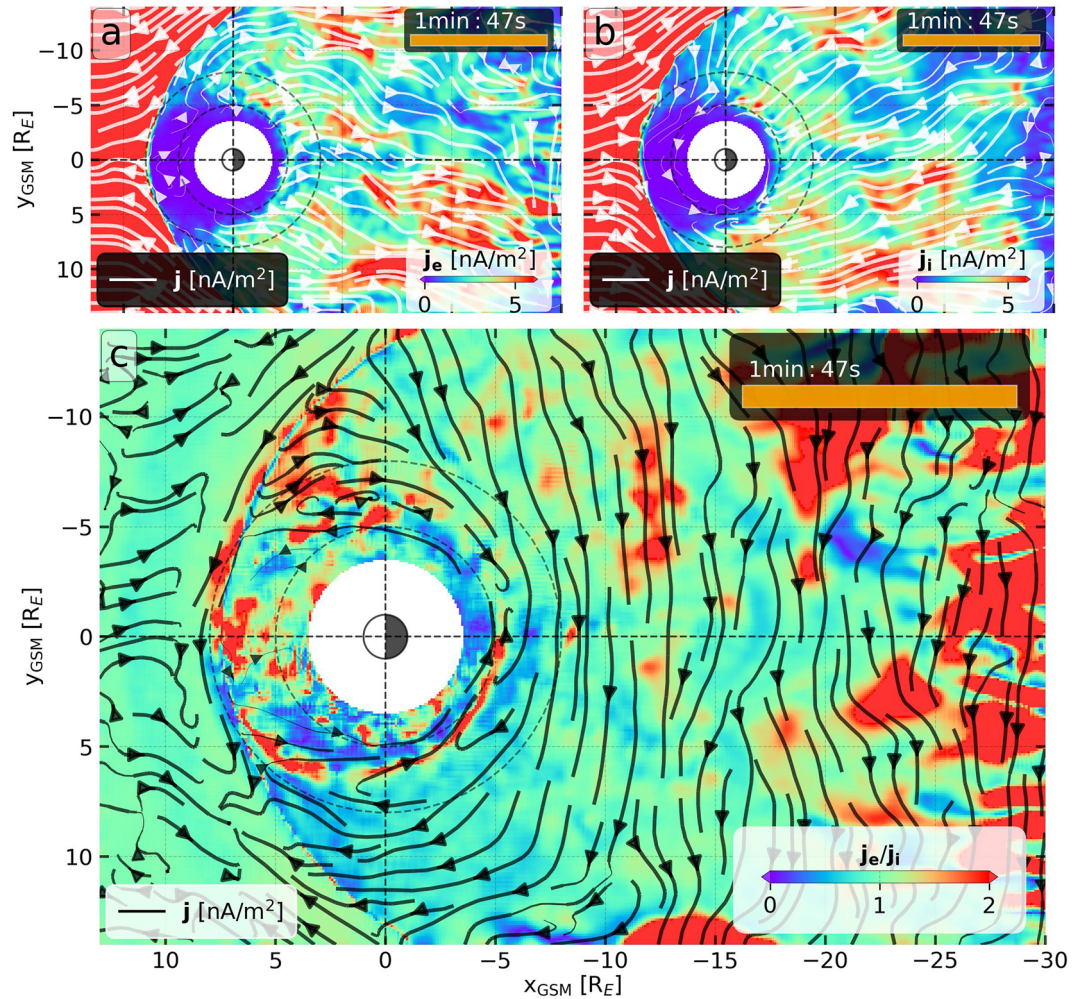 a
1min : 47s
b
1min : 47s
−10
−5
0
5
10
y_GSM [R_E]
j [nA/m²]
j_e [nA/m²]
0 5
j [nA/m²]
j_i [nA/m²]
0 5
c
1min : 47s
−10
−5
0
5
10
y_GSM [R_E]
j_e/j_i
0 1 2
j [nA/m²]
10 5 0 −5 −10 −15 −20 −25 −30
x_GSM [R_E]